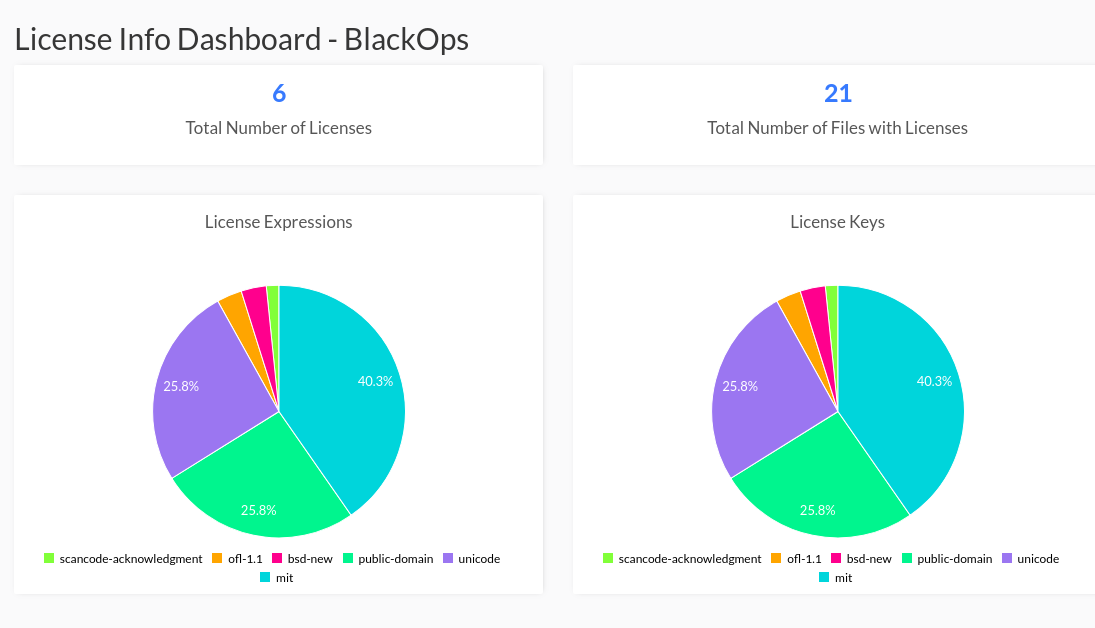 License Info Dashboard - BlackOps
6
Total Number of Licenses
21
Total Number of Files with Licenses
License Expressions
40.3%
25.8%
25.8%
scancode-acknowledgment ofl-1.1 bsd-new public-domain unicode
mit
License Keys
40.3%
25.8%
25.8%
scancode-acknowledgment ofl-1.1 bsd-new public-domain unicode
mit